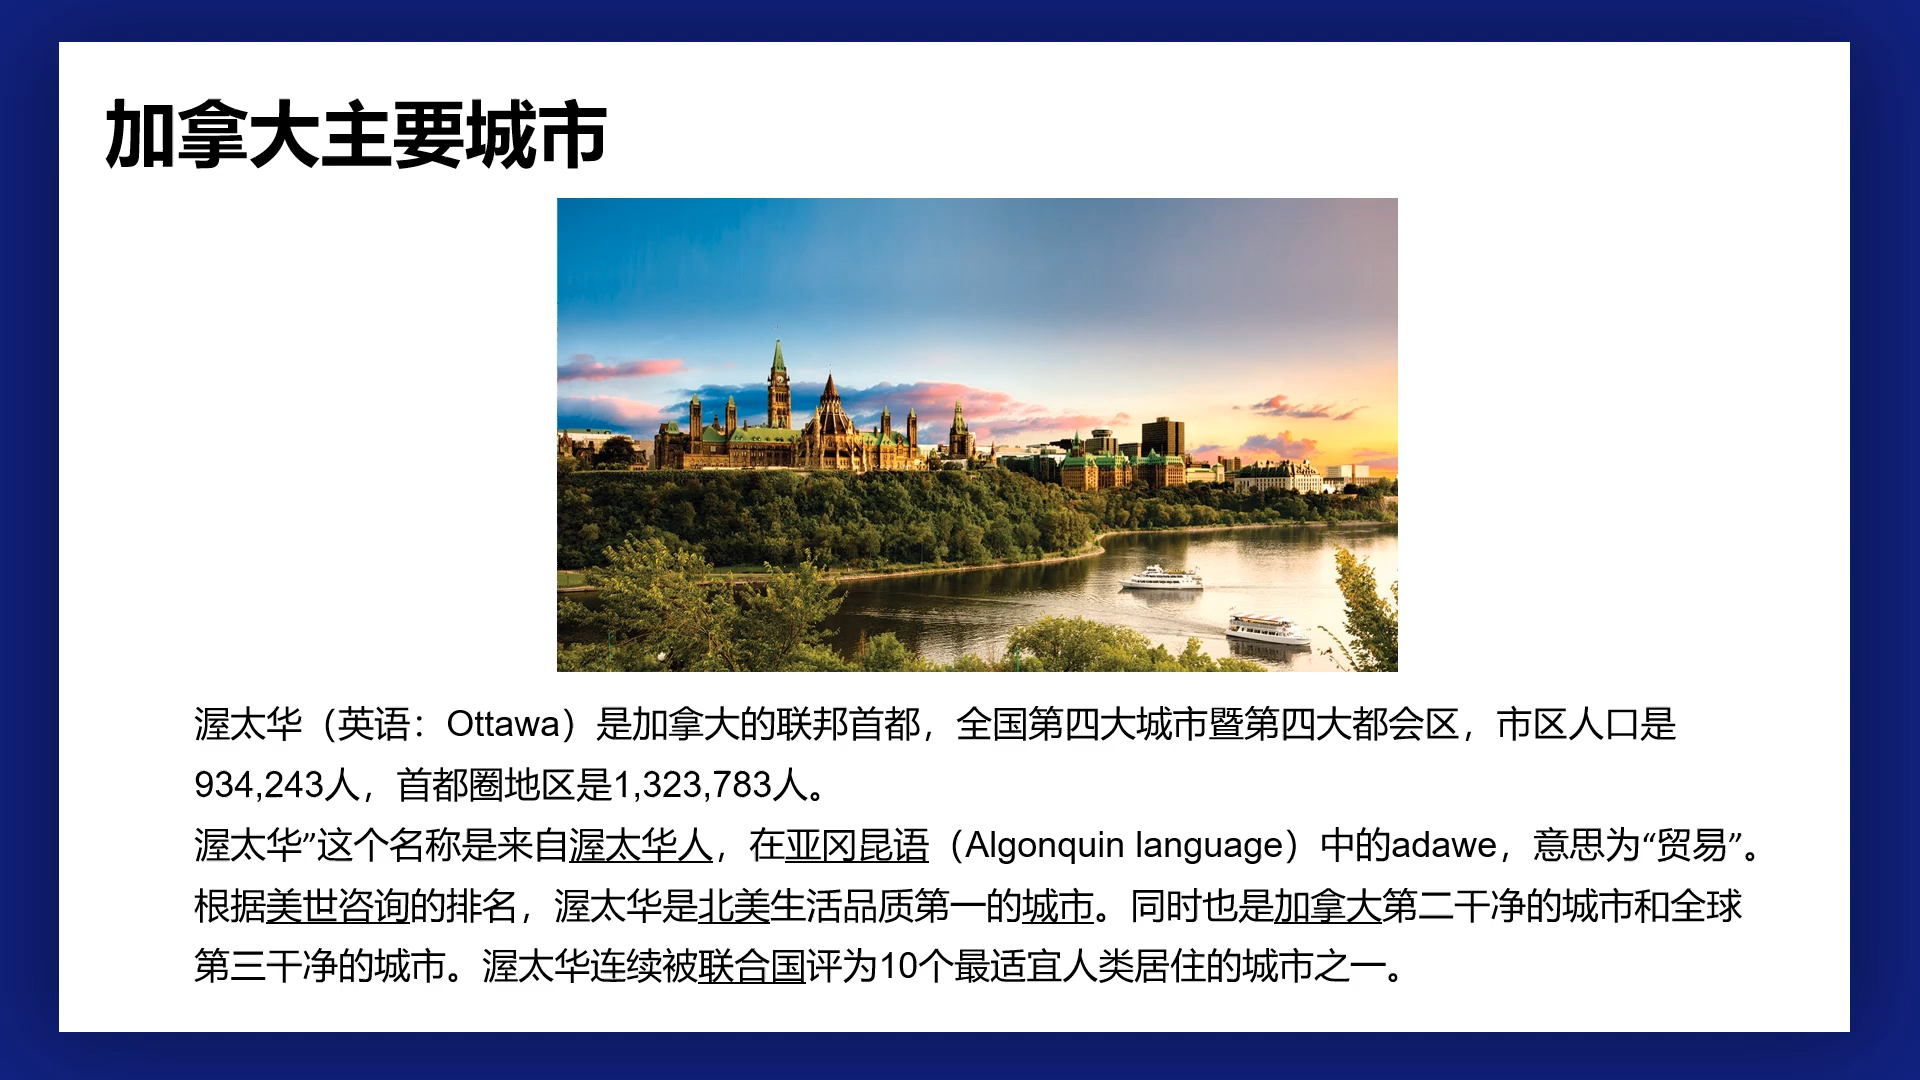 加拿大主要城市
渥太华（英语：Ottawa）是加拿大的联邦首都，全国第四大城市暨第四大都会区，市区人口是
934,243人，首都圈地区是1,323,783人。
渥太华”这个名称是来自渥太华人，在亚冈昆语（Algonquin language）中的adawe，意思为“贸易”。
根据美世咨询的排名，渥太华是北美生活品质第一的城市。同时也是加拿大第二干净的城市和全球
第三干净的城市。渥太华连续被联合国评为10个最适宜人类居住的城市之一。